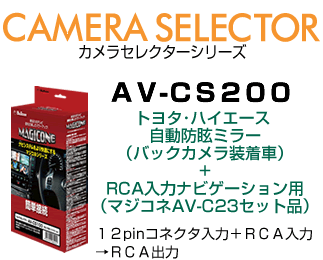 CAMERA SELECTOR
カメラセレクターシリーズ
AV-CS200
トヨタ・ハイエース
自動防眩ミラー
（バックカメラ装着車）
＋
RCA入力ナビゲーション用
（マジコネAV-C23セット品）
１２pinコネクタ入力＋ＲＣＡ入力
→ＲＣＡ出力
MAGICONE
簡単接続